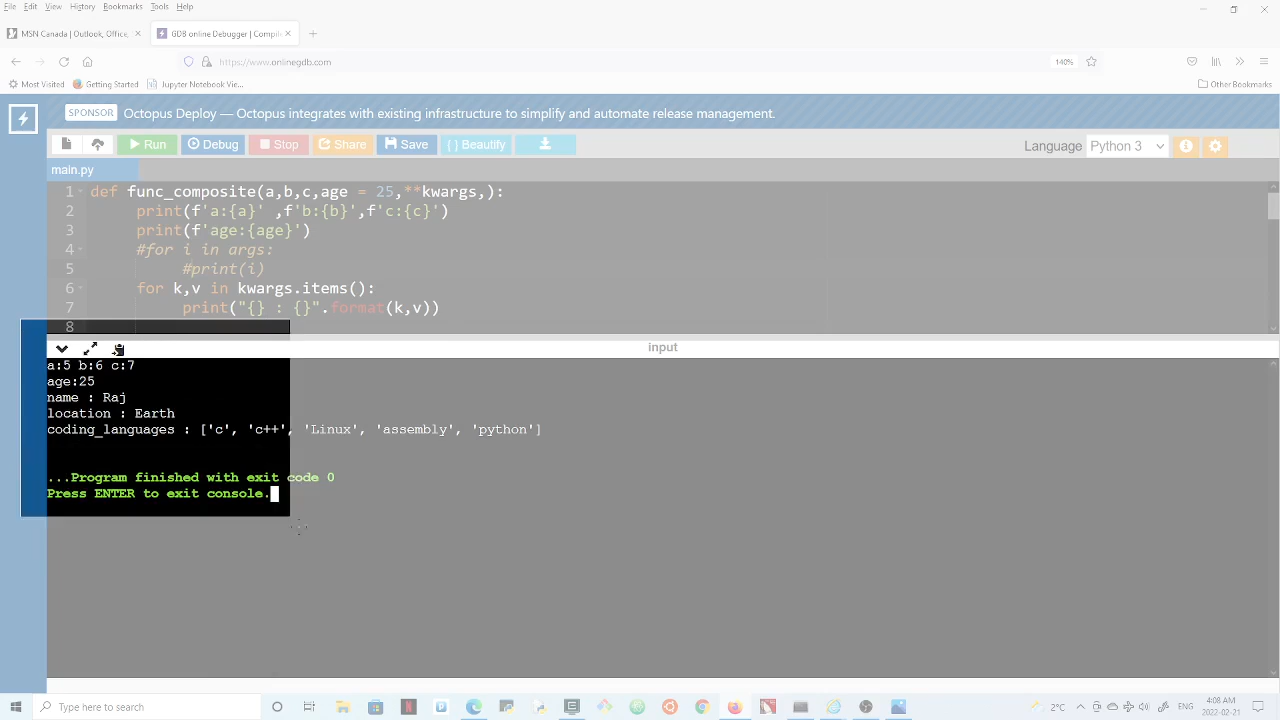 File Edit View History Bookmarks Tools Help
MSN Canada | Outlook, Office, × GDB online Debugger | Compil × +
https://www.onlinegdb.com 140%
Most Visited Getting Started Jupyter Notebook Vie... Other Bookmarks
SPONSOR Octopus Deploy — Octopus integrates with existing infrastructure to simplify and automate release management.
Run Debug Stop Share Save { } Beautify Language Python 3
main.py
1 def func_composite(a,b,c,age = 25,**kwargs,):
2 print(f'a:{a}' ,f'b:{b}',f'c:{c}')
3 print(f'age:{age}')
4 #for i in args:
5 #print(i)
6 for k,v in kwargs.items():
7 print("{} : {}".format(k,v))
8
input
a:5 b:6 c:7
age:25
name : Raj
location : Earth
coding_languages : ['c', 'c++', 'Linux', 'assembly', 'python']
...Program finished with exit code 0
Press ENTER to exit console.
Type here to search 2°C ENG 4:08 AM
2022-02-21